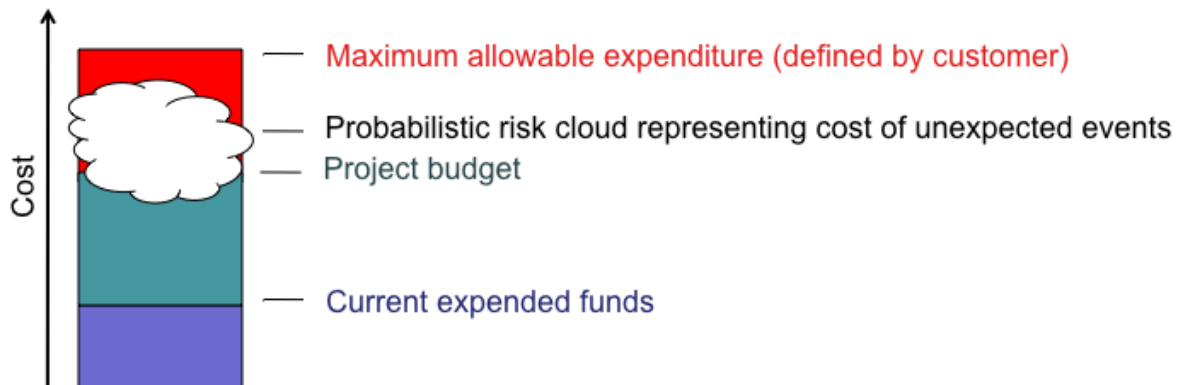 Maximum allowable expenditure (defined by customer)
Probabilistic risk cloud representing cost of unexpected events
Project budget
Cost
Current expended funds